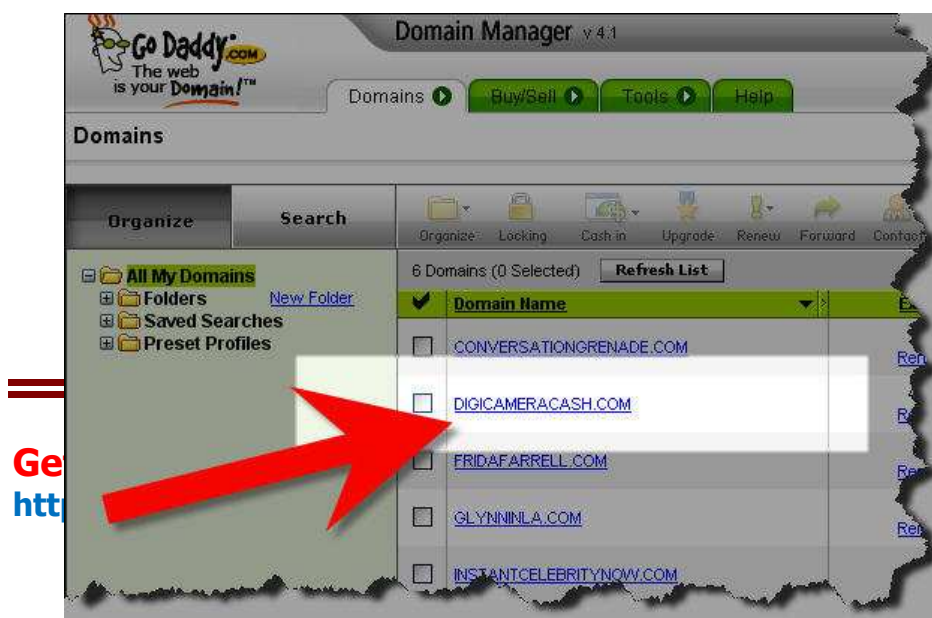 Go Daddy.COM
The web
is your Domain!™
Domain Manager v 4.1
Domains Buy/Sell Tools Help
Domains
Organize Search
Organize Locking Cash in Upgrade Renew Forward Contact
All My Domains
Folders New Folder
Saved Searches
Preset Profiles
6 Domains (0 Selected) Refresh List
Domain Name
CONVERSATIONGRENADE.COM
DIGICAMERACASH.COM
FRIDAFARRELL.COM
GLYNNINLA.COM
INSTANTCELEBRITYNOW.COM